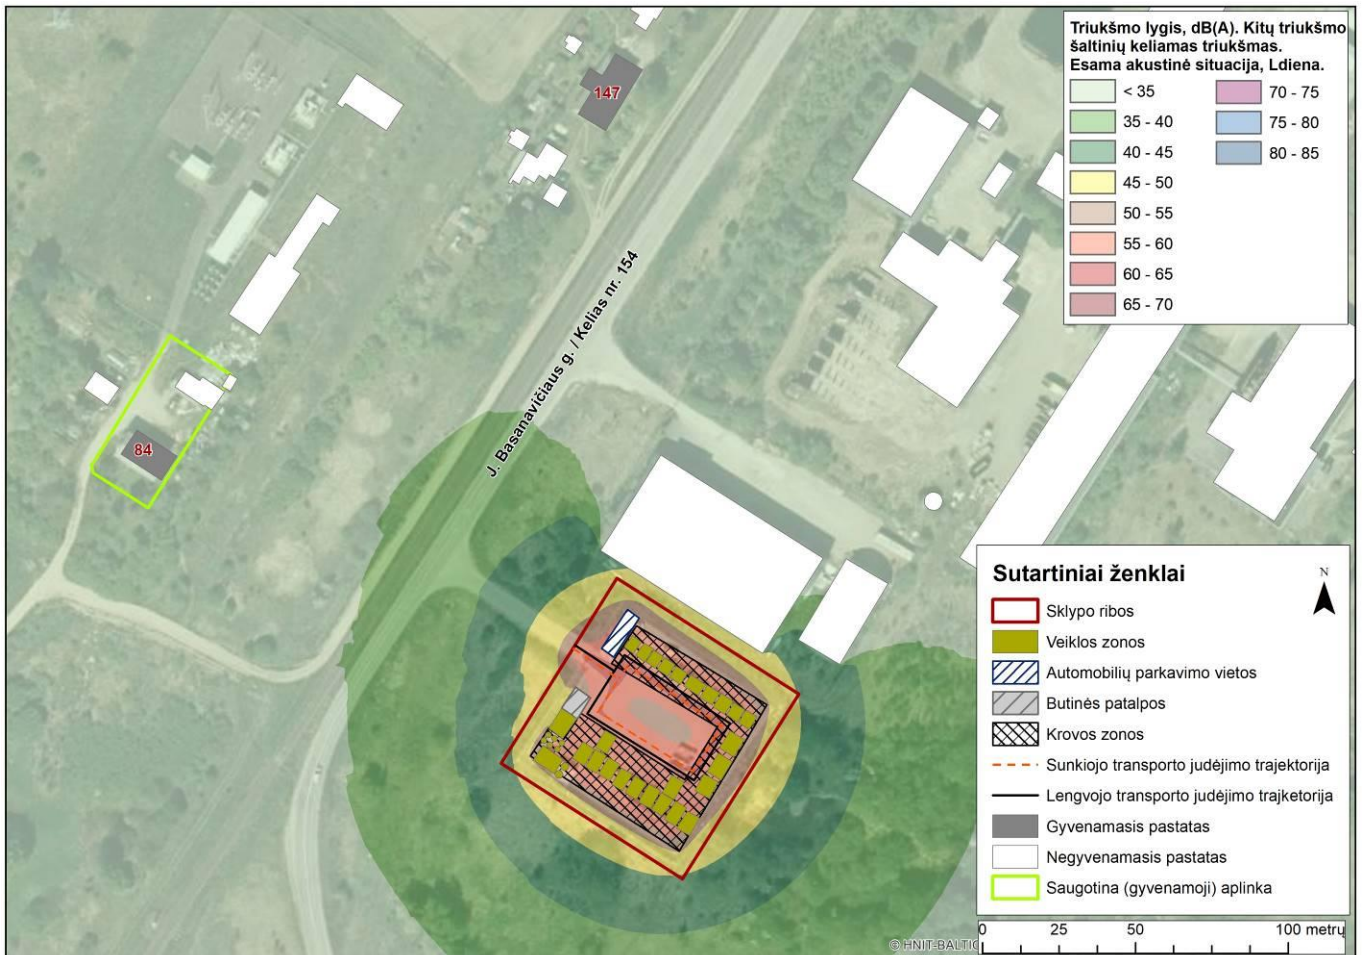 Triukšmo lygis, dB(A). Kitų triukšmo
šaltinių keliamas triukšmas.
Esama akustinė situacija, Ldiena.
< 35
35 - 40
40 - 45
45 - 50
50 - 55
55 - 60
60 - 65
65 - 70
70 - 75
75 - 80
80 - 85
147
84
J. Basanavičiaus g. / Kelias nr. 154
Sutartiniai ženklai
N
Sklypo ribos
Veiklos zonos
Automobilių parkavimo vietos
Butinės patalpos
Krovos zonos
Sunkiojo transporto judėjimo trajektorija
Lengvojo transporto judėjimo trajketorija
Gyvenamasis pastatas
Negyvenamasis pastatas
Saugotina (gyvenamoji) aplinka
© HNIT-BALTIC
0 25 50 100 metrų